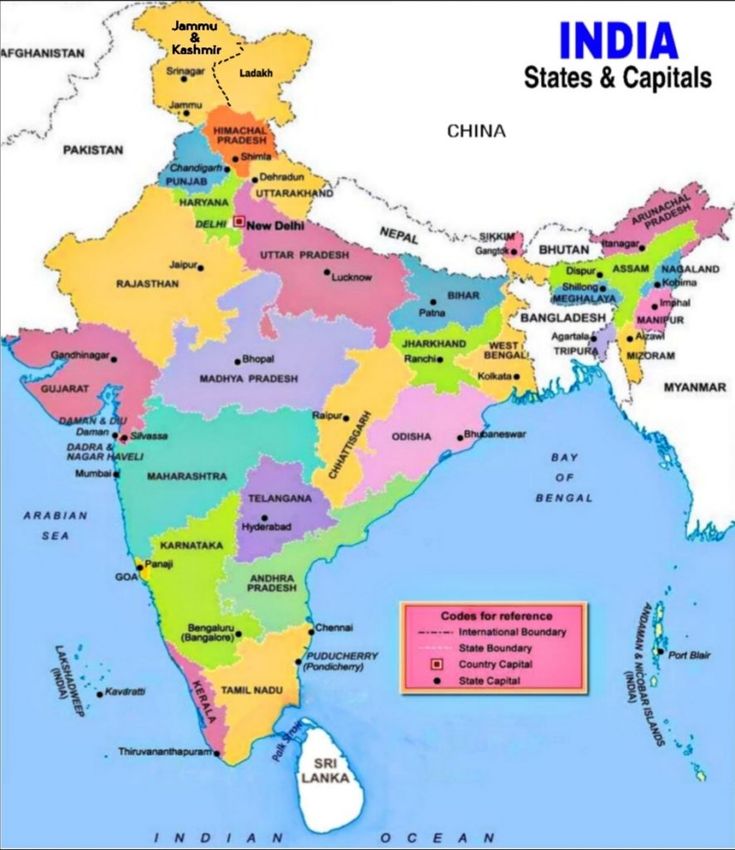 INDIA
States & Capitals
Jammu
&
Kashmir
AFGHANISTAN
Srinagar
Ladakh
Jammu
CHINA
HIMACHAL
PRADESH
PAKISTAN
Shimla
Chandigarh
PUNJAB
Dehradun
UTTARAKHAND
HARYANA
DELHI
New Delhi
ARUNACHAL
PRADESH
NEPAL
SIKKIM
Gangtok
BHUTAN
Itanagar
UTTAR PRADESH
Jaipur
Lucknow
RAJASTHAN
Dispur
ASSAM
NAGALAND
Kohima
Shillong
MEGHALAYA
BIHAR
Patna
Imphal
MANIPUR
BANGLADESH
Agartala
TRIPURA
Aizawl
MIZORAM
JHARKHAND
Ranchi
WEST
BENGAL
Kolkata
Gandhinagar
Bhopal
MADHYA PRADESH
GUJARAT
MYANMAR
DAMAN & DIU
Daman
Silvassa
DADRA &
NAGAR HAVELI
Raipur
CHHATTISGARH
ODISHA
Bhubaneswar
Mumbai
MAHARASHTRA
BAY
OF
BENGAL
TELANGANA
Hyderabad
ARABIAN
SEA
KARNATAKA
Panaji
GOA
ANDHRA
PRADESH
Codes for reference
International Boundary
State Boundary
Country Capital
State Capital
Bengaluru
(Bangalore)
Chennai
PUDUCHERRY
(Pondicherry)
ANDAMAN & NICOBAR ISLANDS
(INDIA)
Port Blair
LAKSHADWEEP
(INDIA)
Kavaratti
KERALA
TAMIL NADU
Thiruvananthapuram
Palk Strait
SRI
LANKA
INDIAN OCEAN